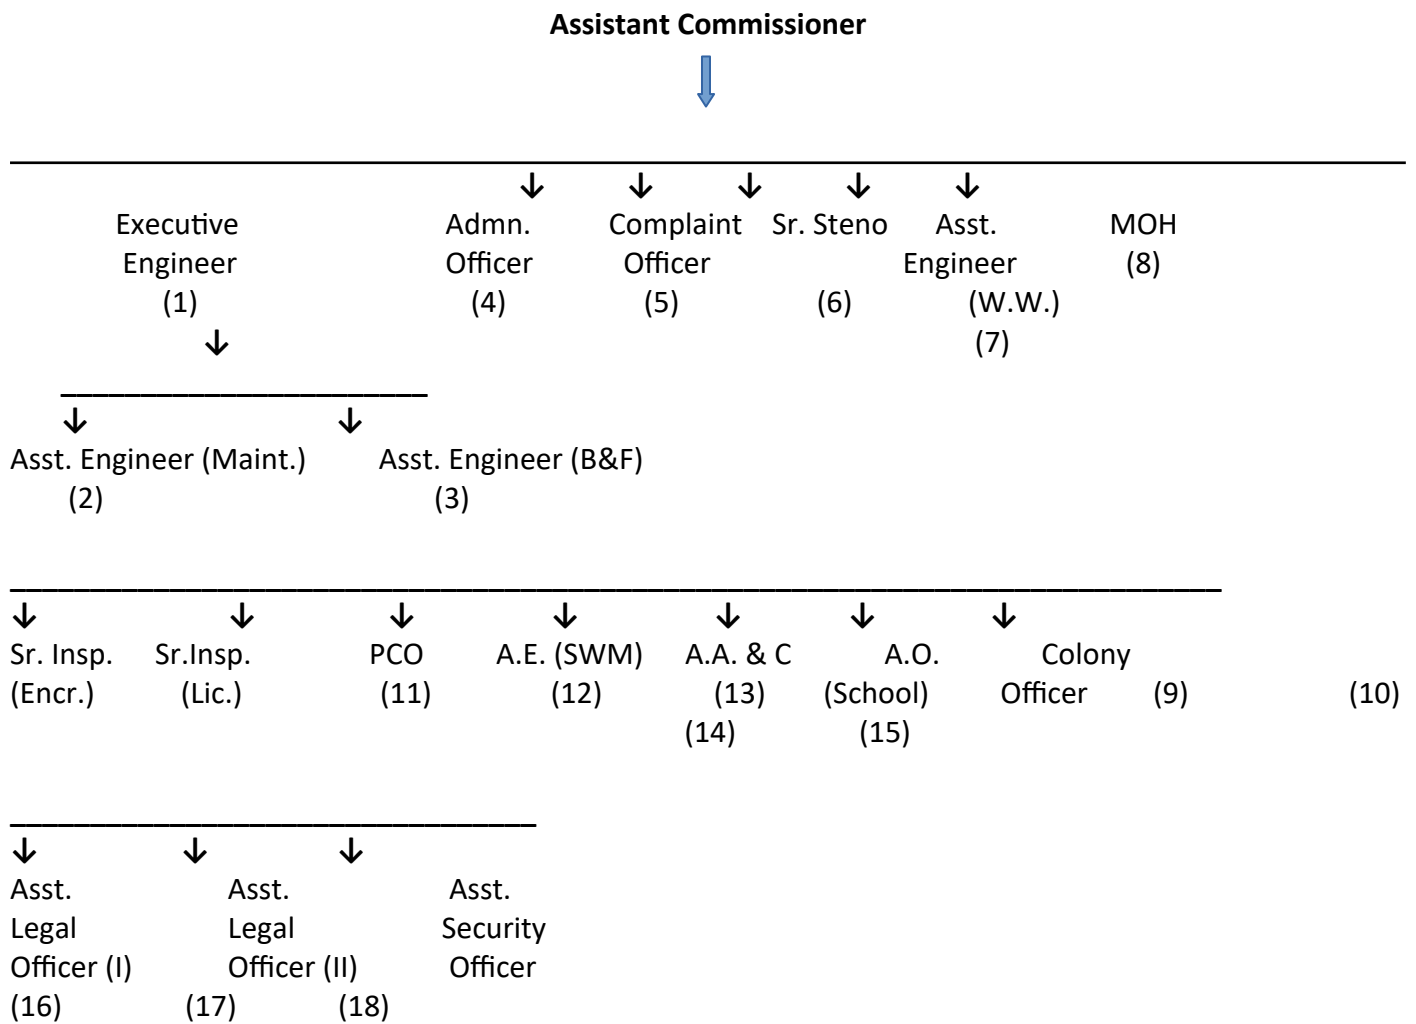 Assistant Commissioner
Executive Admn. Complaint Sr. Steno Asst. MOH
Engineer Officer Officer Engineer (8)
(1) (4) (5) (6) (W.W.)
(7)
Asst. Engineer (Maint.) Asst. Engineer (B&F)
(2) (3)
Sr. Insp. Sr.Insp. PCO A.E. (SWM) A.A. & C A.O. Colony
(Encr.) (Lic.) (11) (12) (13) (School) Officer (9) (10)
(14) (15)
Asst. Asst. Asst.
Legal Legal Security
Officer (I) Officer (II) Officer
(16) (17) (18)